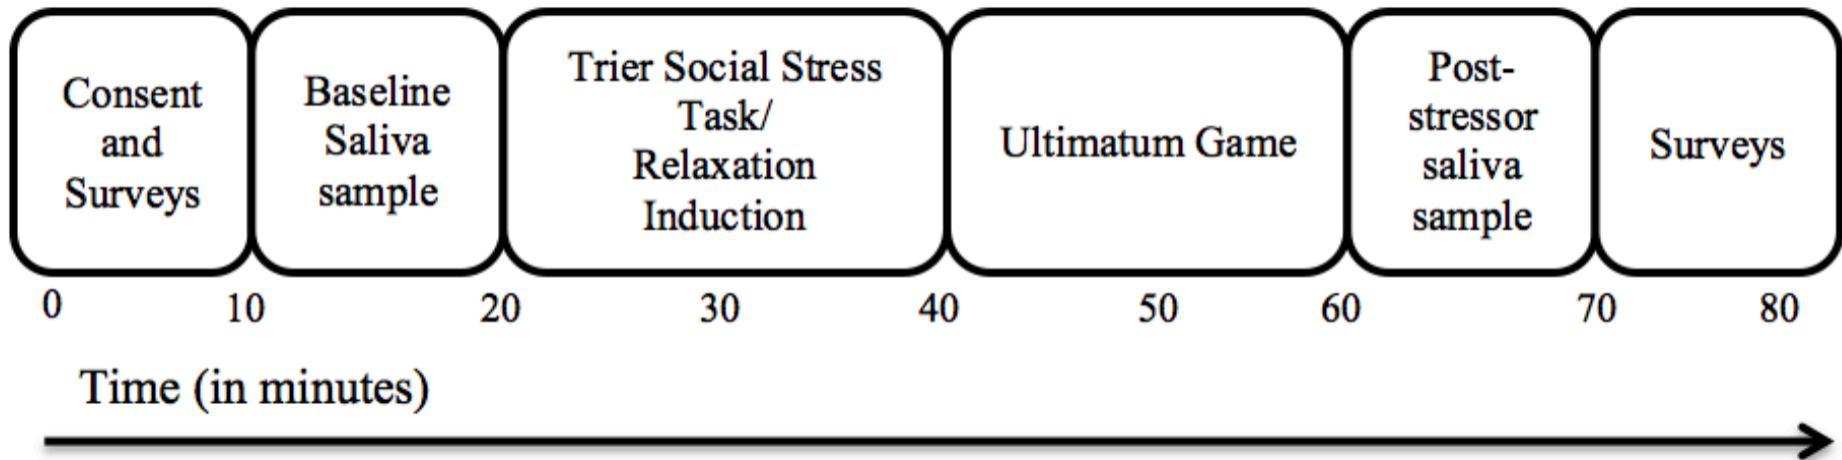 Consent
and
Surveys
Baseline
Saliva
sample
Trier Social Stress
Task/
Relaxation
Induction
Ultimatum Game
Post-
stressor
saliva
sample
Surveys
0 10 20 30 40 50 60 70 80
Time (in minutes)